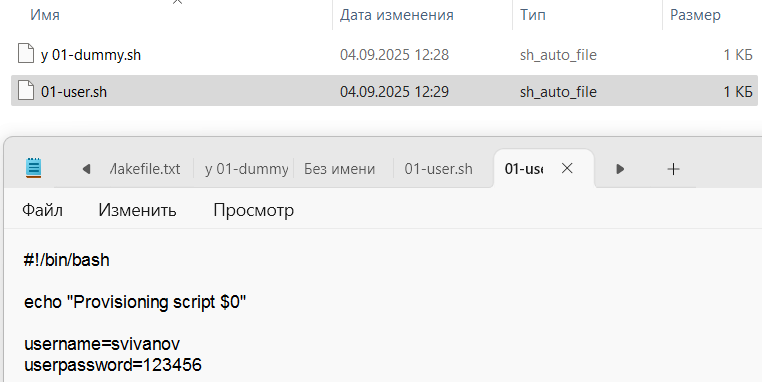 Имя Дата изменения Тип Размер
y 01-dummy.sh 04.09.2025 12:28 sh_auto_file 1 КБ
01-user.sh 04.09.2025 12:29 sh_auto_file 1 КБ
Makefile.txt y 01-dummy Без имени 01-user.sh 01-use
Файл Изменить Просмотр
#!/bin/bash
echo "Provisioning script $0"
username=svivanov
userpassword=123456